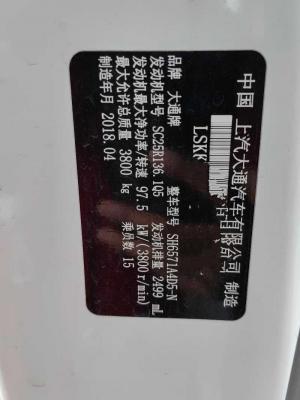 中国 上汽大通汽车有限公司 制造
LSKK
品牌 大通牌 整车型号 SH6571A4D5-N
发动机型号 SC25R136.1Q5 发动机排量 2499 mL
发动机最大净功率/转速 97.5 kW/(3800r/min)
最大允许总质量 3800 kg 乘员数 15
制造年月 2018.04